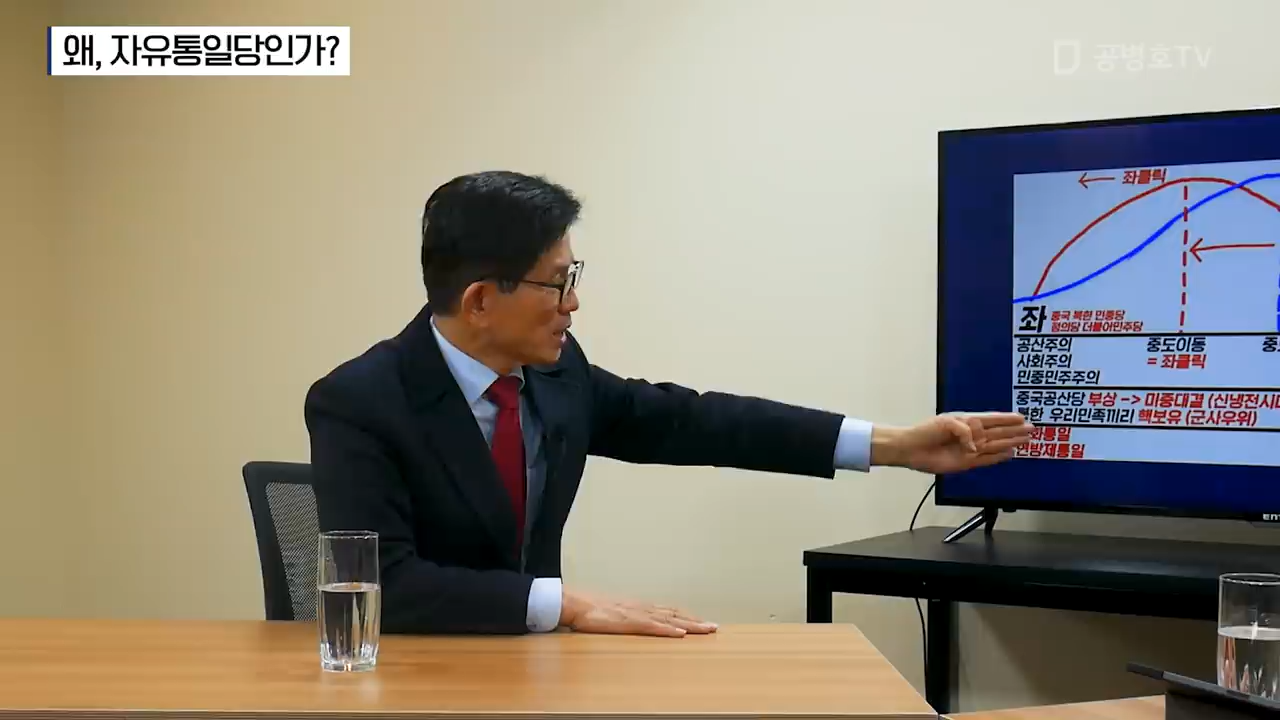 왜, 자유통일당인가?
공병호TV
좌클릭
좌 중국 북한 민중당
정의당 더불어민주당
공산주의 중도이동
사회주의 = 좌클릭
민중민주주의
중국공산당 부상 -> 미중대결 (신냉전시대
북한 우리민족끼리 핵보유 (군사우위)
연방제통일